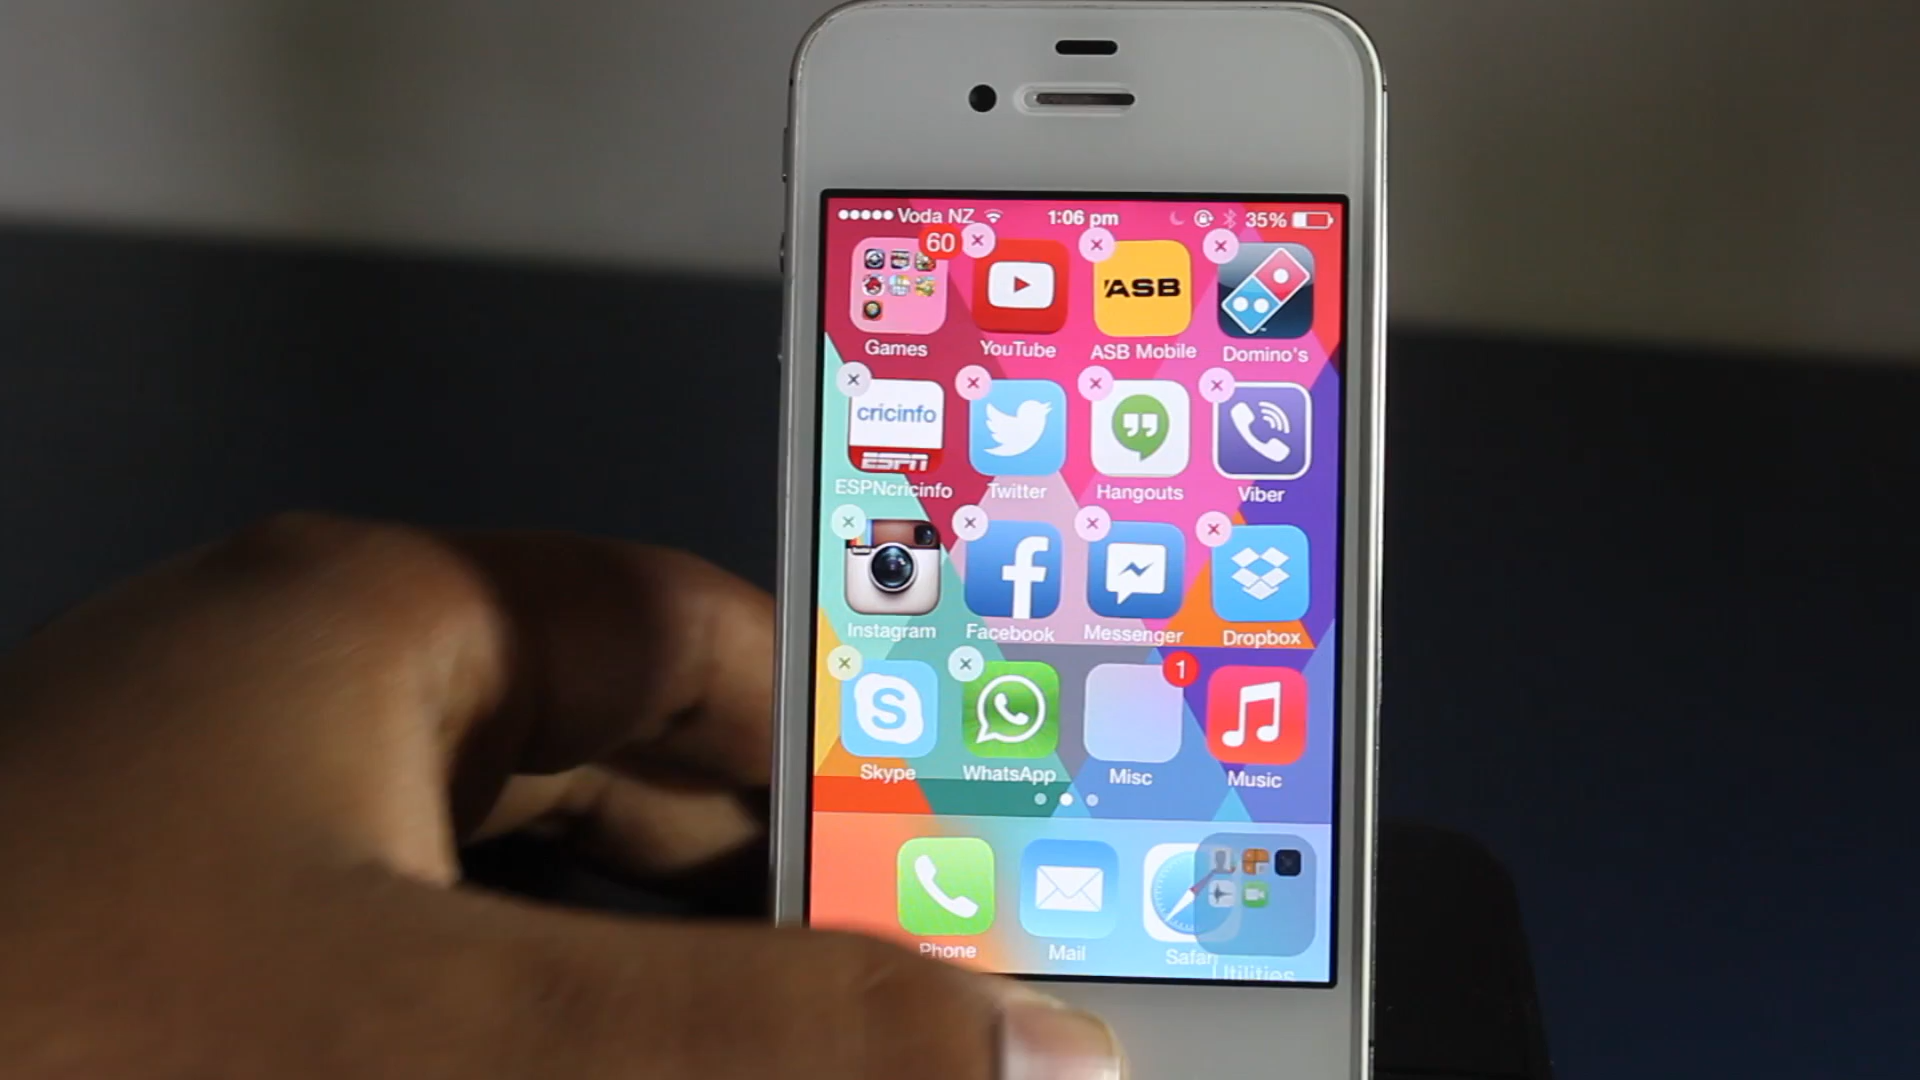 Voda NZ 1:06 pm 35%
60
ASB
Games YouTube ASB Mobile Domino's
cricinfo
ESPN
ESPNcricinfo Twitter Hangouts Viber
f
Instagram Facebook Messenger Dropbox
1
S
Skype WhatsApp Misc Music
Phone Mail Safari
Utilities